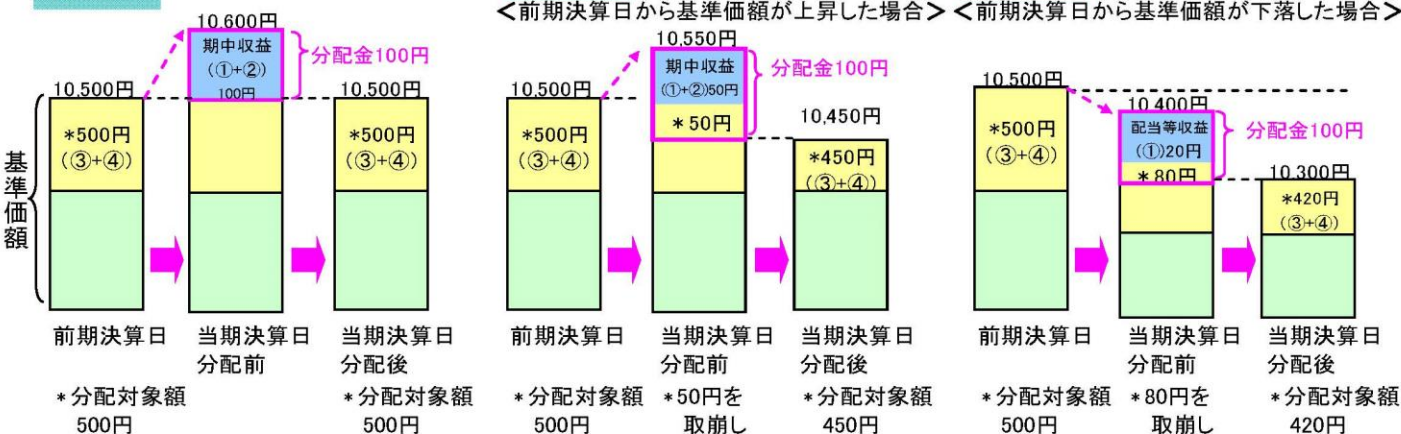 10,600円
期中収益
(①+②)
100円
分配金100円
10,500円
10,500円
*500円
(③+④)
*500円
(③+④)
基準価額
前期決算日
当期決算日
分配前
当期決算日
分配後
*分配対象額
500円
*分配対象額
500円
<前期決算日から基準価額が上昇した場合>
10,550円
期中収益
(①+②)50円
*50円
分配金100円
10,500円
*500円
(③+④)
10,450円
*450円
(③+④)
前期決算日
当期決算日
分配前
当期決算日
分配後
*分配対象額
500円
*50円を
取崩し
*分配対象額
450円
<前期決算日から基準価額が下落した場合>
10,500円
*500円
(③+④)
10,400円
配当等収益
(①)20円
*80円
分配金100円
10,300円
*420円
(③+④)
前期決算日
当期決算日
分配前
当期決算日
分配後
*分配対象額
500円
*80円を
取崩し
*分配対象額
420円